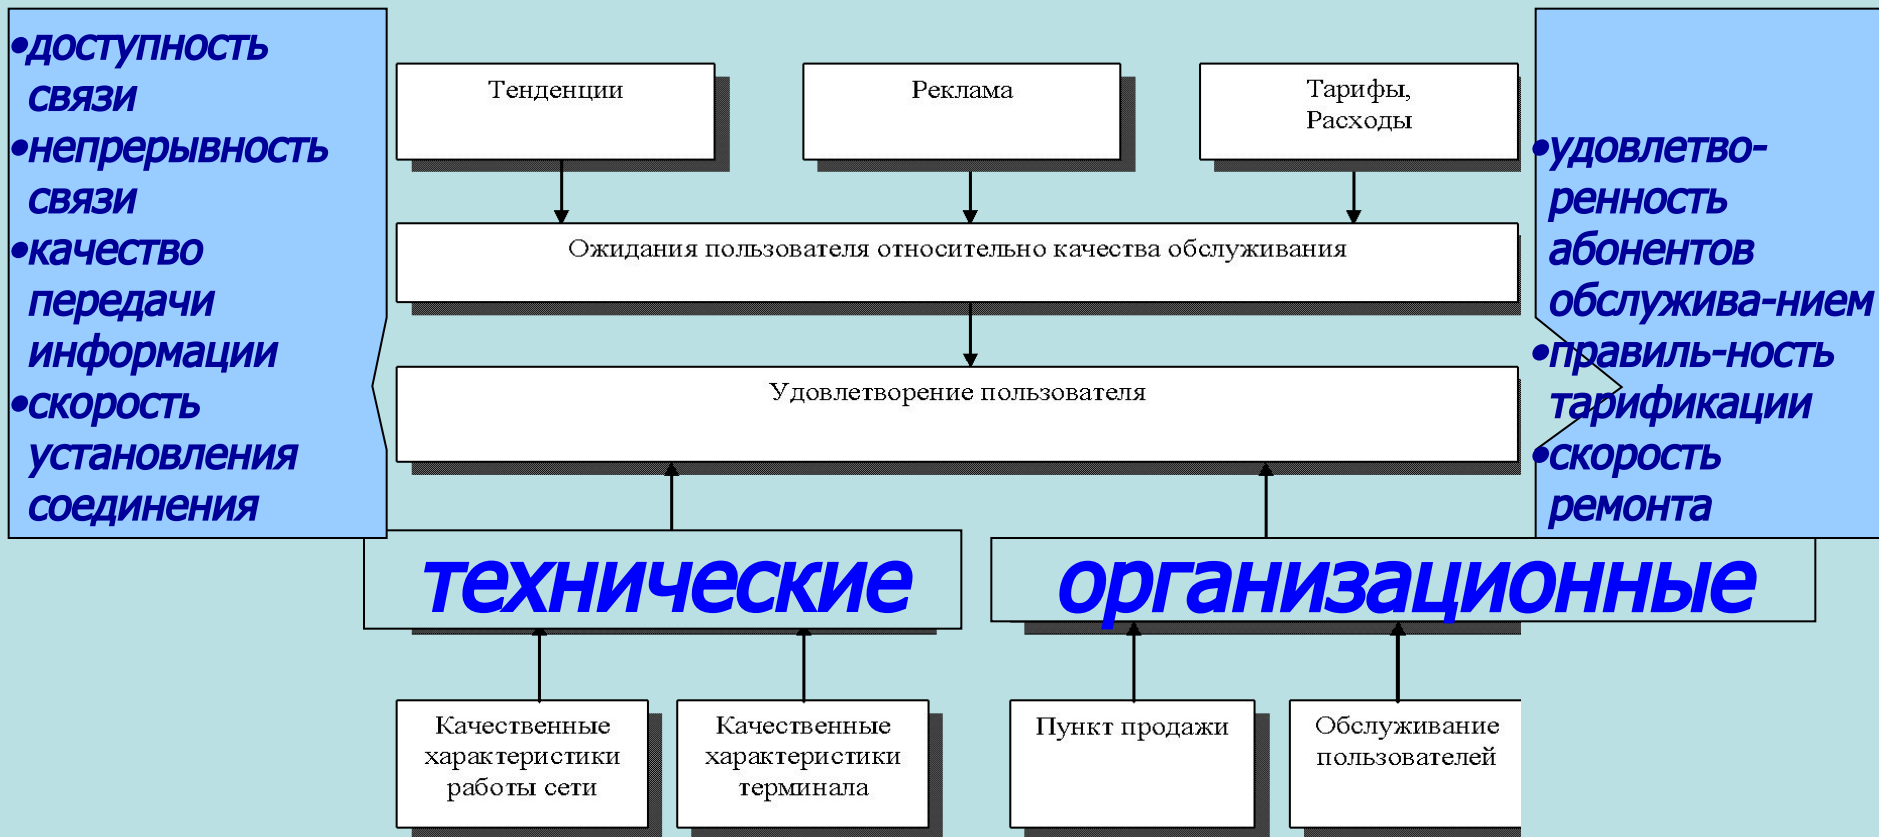 •доступность
связи
•непрерывность
связи
•качество
передачи
информации
•скорость
установления
соединения
Тенденции
Реклама
Тарифы,
Расходы
Ожидания пользователя относительно качества обслуживания
Удовлетворение пользователя
•удовлетво-
ренность
абонентов
обслужива-нием
•правиль-ность
тарификации
•скорость
ремонта
технические
организационные
Качественные
характеристики
работы сети
Качественные
характеристики
терминала
Пункт продажи
Обслуживание
пользователей